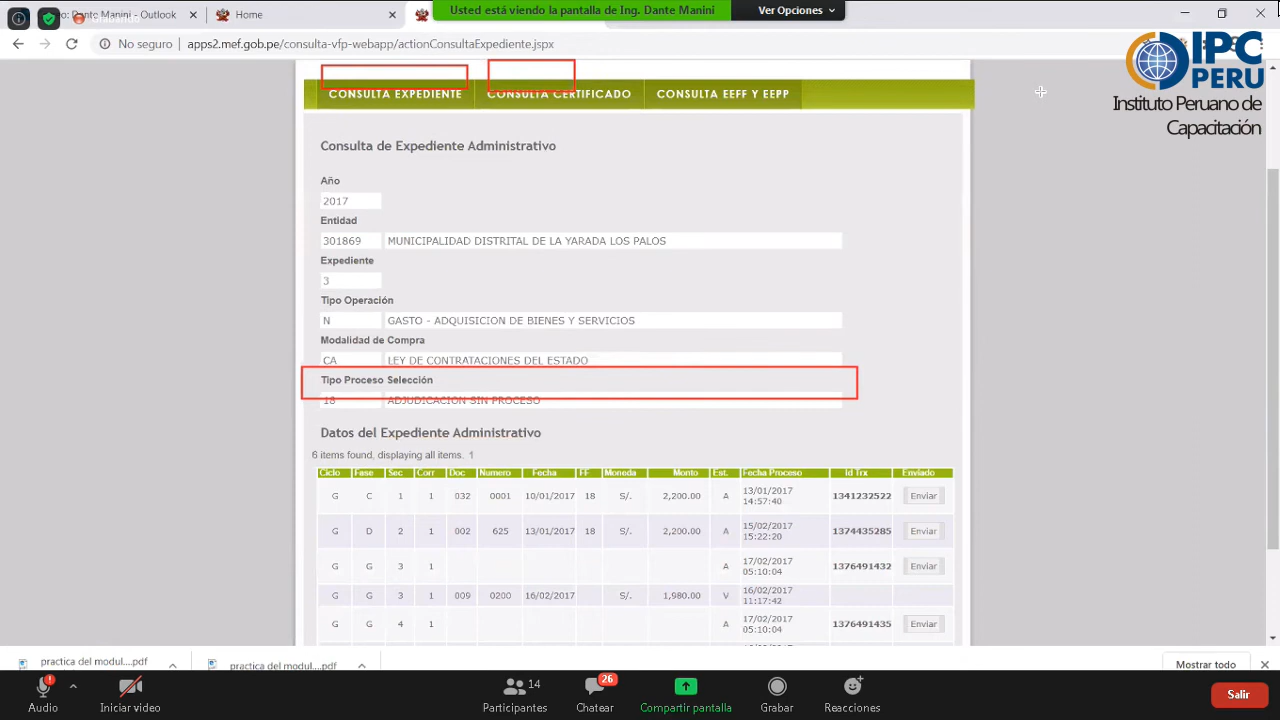 Dante Manini - Outlook
Home
Usted está viendo la pantalla de Ing. Dante Manini
Ver Opciones
No seguro
apps2.mef.gob.pe/consulta-vfp-webapp/actionConsultaExpediente.jspx
IPC
PERU
Instituto Peruano de
Capacitación
CONSULTA EXPEDIENTE
CONSULTA CERTIFICADO
CONSULTA EEFF Y EEPP
Consulta de Expediente Administrativo
Año
2017
Entidad
301869 MUNICIPALIDAD DISTRITAL DE LA YARADA LOS PALOS
Expediente
3
Tipo Operación
N GASTO - ADQUISICION DE BIENES Y SERVICIOS
Modalidad de Compra
CA LEY DE CONTRATACIONES DEL ESTADO
Tipo Proceso Selección
18 ADJUDICACION SIN PROCESO
Datos del Expediente Administrativo
6 items found, displaying all items. 1
Ciclo Fase Sec Corr Doc Numero Fecha FF Moneda Monto Est. Fecha Proceso Id Trx Enviado
G C 1 1 032 0001 10/01/2017 18 S/. 2,200.00 A 13/01/2017 14:57:40 1341232522 Enviar
G D 2 1 002 625 13/01/2017 18 S/. 2,200.00 A 15/02/2017 15:22:20 1374435285 Enviar
G G 3 1 A 17/02/2017 05:10:04 1376491432 Enviar
G G 3 1 009 0200 16/02/2017 S/. 1,980.00 V 16/02/2017 11:17:42
G G 4 1 A 17/02/2017 05:10:04 1376491435 Enviar
practica del modul....pdf
practica del modul....pdf
Mostrar todo
Audio
Iniciar video
14
Participantes
26
Chatear
Compartir pantalla
Grabar
Reacciones
Salir